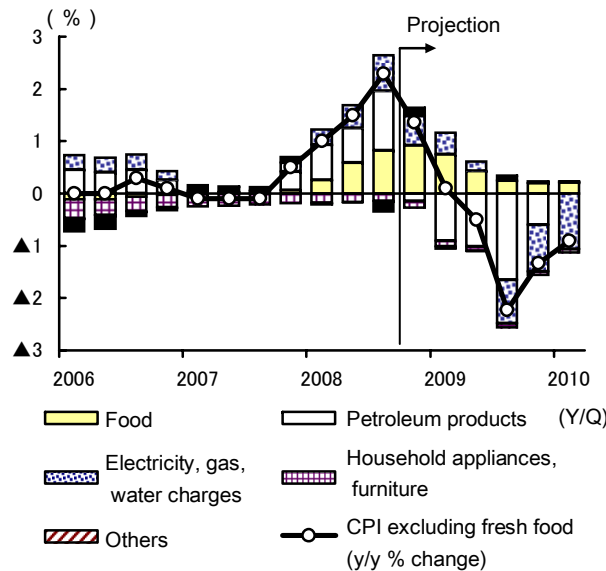 ( % )
Projection
3
2
1
0
▲1
▲2
▲3
2006 2007 2008 2009 2010
(Y/Q)
Food
Petroleum products
Electricity, gas,
water charges
Household appliances,
furniture
Others
CPI excluding fresh food
(y/y % change)